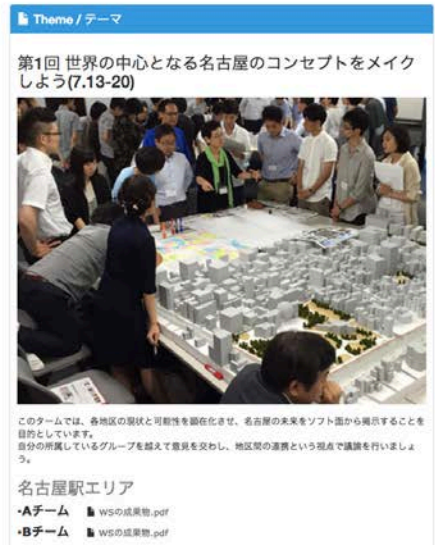 Theme / テーマ
第1回 世界の中心となる名古屋のコンセプトをメイク
しよう(7.13-20)
このタームでは、各地区の現状と可能性を顕在化させ、名古屋の未来をソフト面から掲示することを
目的としています。
自分の所属しているグループを越えて意見を交わし、地区間の連携という視点で議論を行いましょ
う。
名古屋駅エリア
・Aチーム WSの成果物.pdf
・Bチーム WSの成果物.pdf